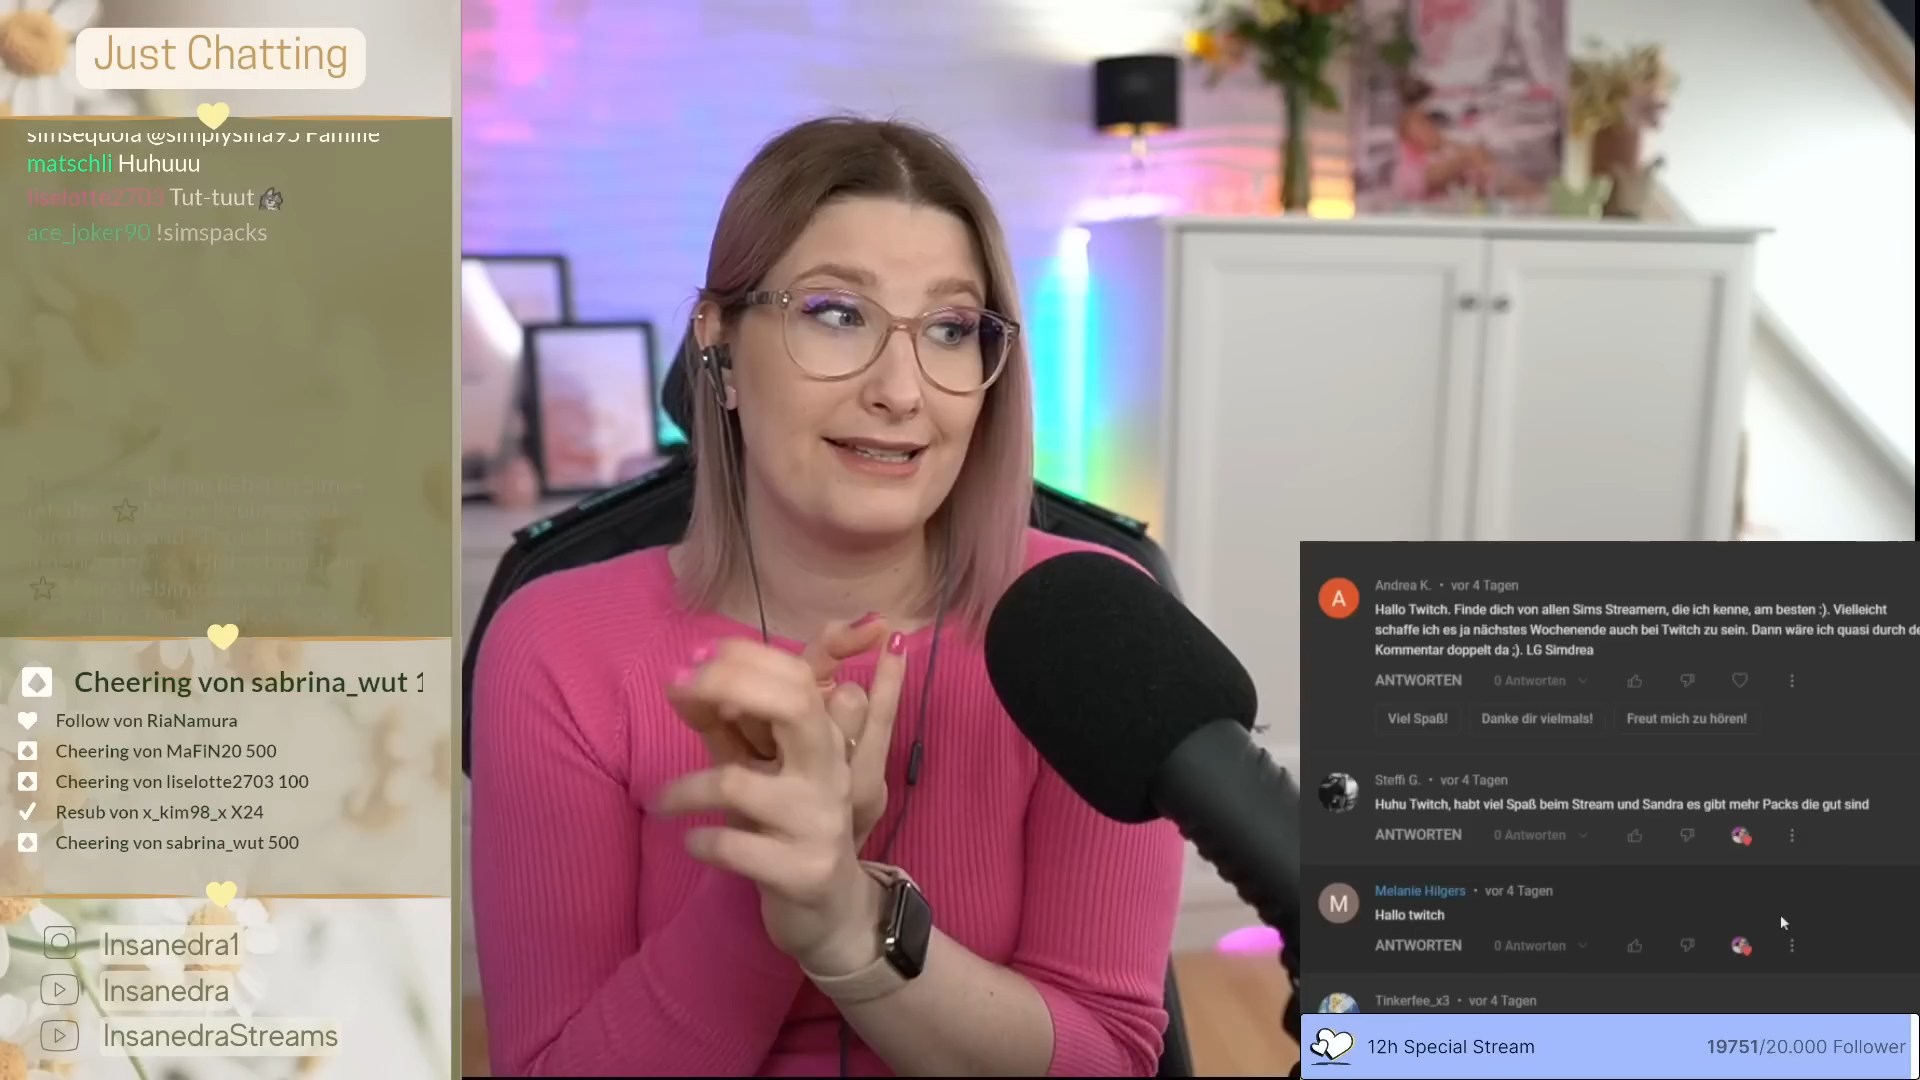 Just Chatting
simsequoia @simplysina95 Familie
matschli Huhuuu
liselotte2703 Tut-tuut
ace_joker90 !simspacks
Cheering von sabrina_wut 1
Follow von RiaNamura
Cheering von MaFiN20 500
Cheering von liselotte2703 100
Resub von x_kim98_x X24
Cheering von sabrina_wut 500
Insanedra1
Insanedra
InsanedraStreams
A
Andrea K. • vor 4 Tagen
Hallo Twitch. Finde dich von allen Sims Streamern, die ich kenne, am besten :). Vielleicht
schaffe ich es ja nächstes Wochenende auch bei Twitch zu sein. Dann wäre ich quasi durch de
Kommentar doppelt da ;). LG Simdrea
ANTWORTEN 0 Antworten
Viel Spaß! Danke dir vielmals! Freut mich zu hören!
Steffi G. • vor 4 Tagen
Huhu Twitch, habt viel Spaß beim Stream und Sandra es gibt mehr Packs die gut sind
ANTWORTEN 0 Antworten
M
Melanie Hilgers • vor 4 Tagen
Hallo twitch
ANTWORTEN 0 Antworten
Tinkerfee_x3 • vor 4 Tagen
12h Special Stream 19751/20.000 Follower